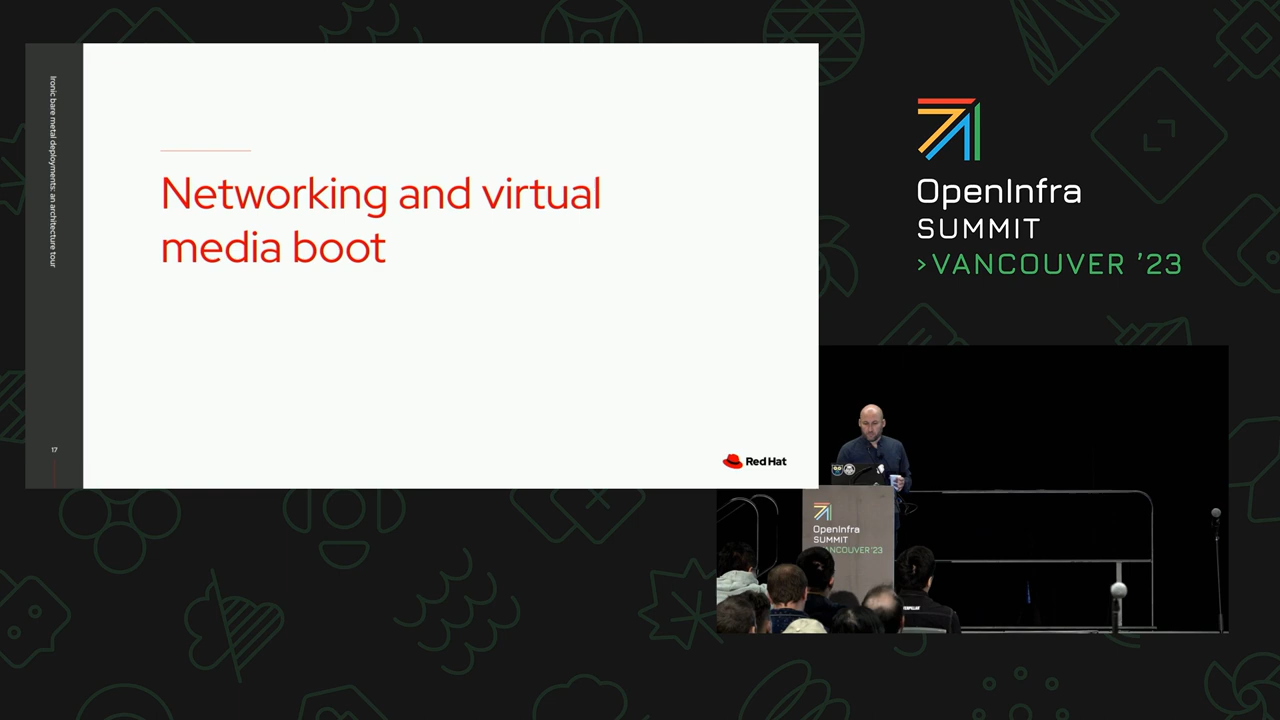 Ironic bare metal deployments: an architecture tour
Networking and virtual
media boot
17
Red Hat
OpenInfra
SUMMIT
>VANCOUVER ’23
OpenInfra
SUMMIT
VANCOUVER’23
CATERPILLAR